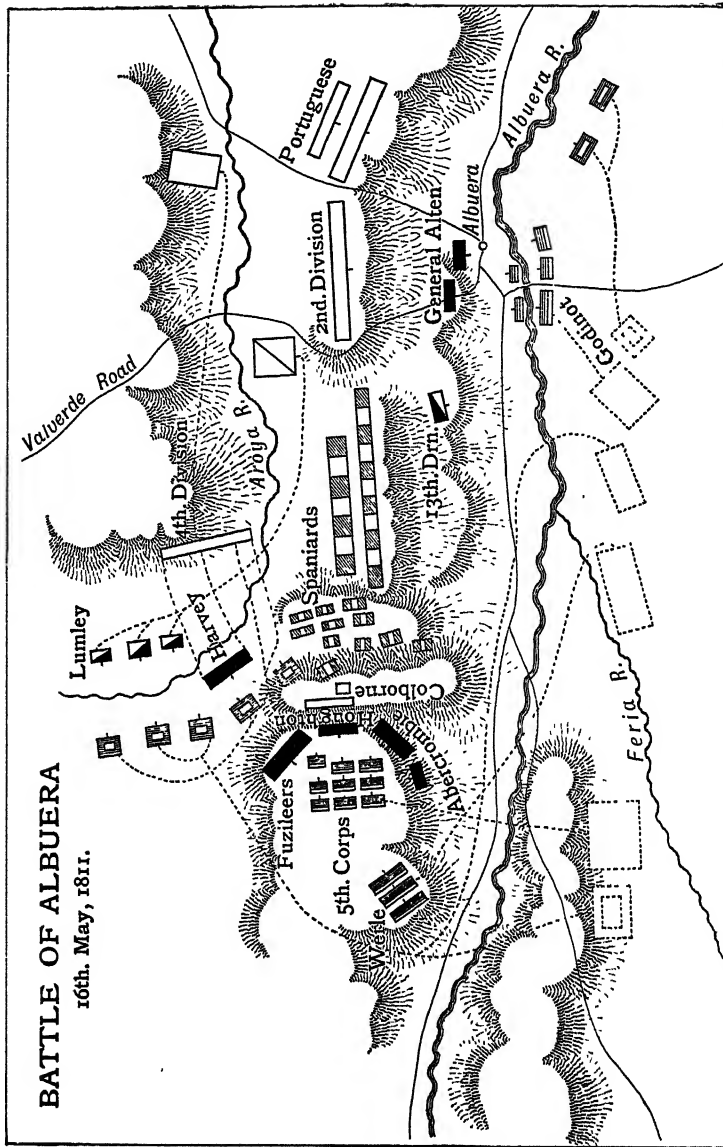 BATTLE OF ALBUERA
16th. May, 1811.
Valverde Road
4th. Division
Aroya R.
Lumley
Harvey
Portuguese
2nd. Division
Spaniards
13th. Drn.
General Alten
Albuera
Albuera R.
Godinot
Colborne
Houghton
Abercrombie
Fuzileers
5th. Corps
Werle
Feria R.